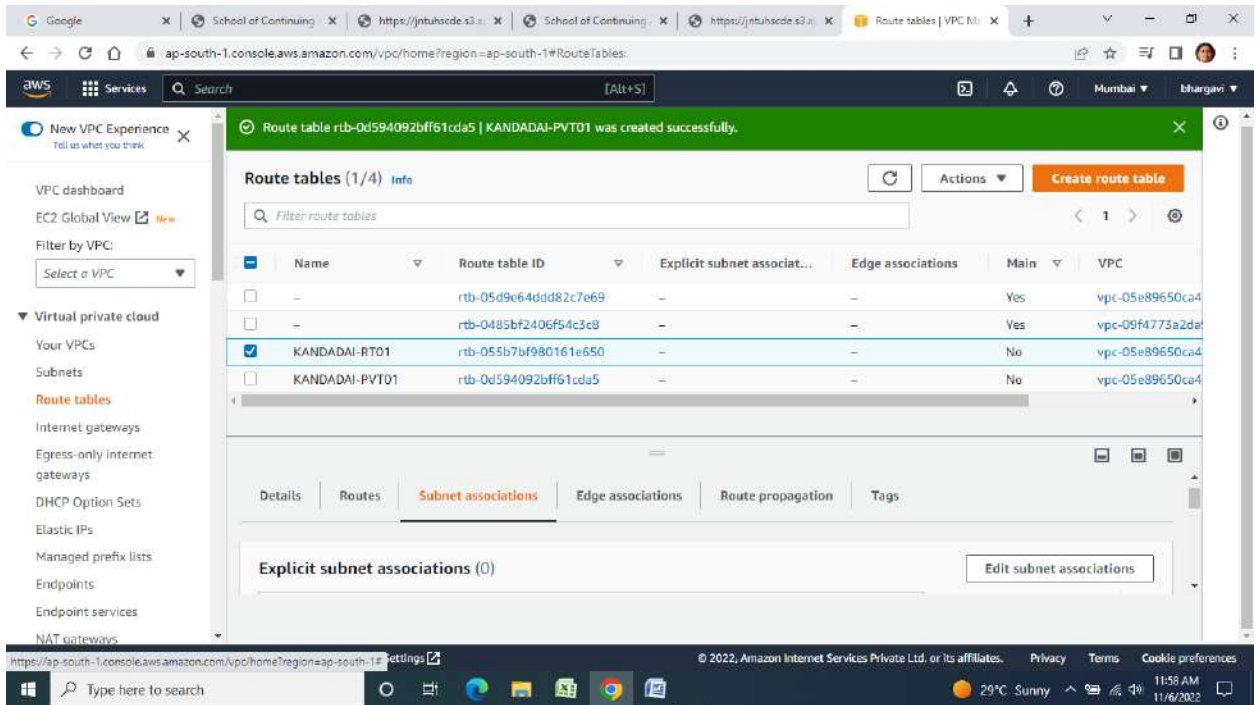 Google
School of Continuing
https://jntuhscde.s3.a
School of Continuing
https://jntuhscde.s3.a
Route tables | VPC M
ap-south-1.console.aws.amazon.com/vpc/home?region=ap-south-1#RouteTables:
aws
Services
Search
[Alt+S]
Mumbai
bhargavi
New VPC Experience
Tell us what you think
Route table rtb-0d594092bff61cda5 | KANDADAI-PVT01 was created successfully.
VPC dashboard
EC2 Global View New
Filter by VPC:
Select a VPC
Virtual private cloud
Your VPCs
Subnets
Route tables
Internet gateways
Egress-only internet
gateways
DHCP Option Sets
Elastic IPs
Managed prefix lists
Endpoints
Endpoint services
NAT gateways
Route tables (1/4) Info
Actions
Create route table
Filter route tables
1
Name Route table ID Explicit subnet associat... Edge associations Main VPC
– rtb-05d9e64ddd82c7e69 – – Yes vpc-05e89650ca4
– rtb-0485bf2406f54c3c8 – – Yes vpc-09f4773a2da
KANDADAI-RT01 rtb-055b7bf980161e650 – – No vpc-05e89650ca4
KANDADAI-PVT01 rtb-0d594092bff61cda5 – – No vpc-05e89650ca4
Details Routes Subnet associations Edge associations Route propagation Tags
Explicit subnet associations (0)
Edit subnet associations
https://ap-south-1.console.aws.amazon.com/vpc/home?region=ap-south-1#
ettings
© 2022, Amazon Internet Services Private Ltd. or its affiliates. Privacy Terms Cookie preferences
Type here to search
29°C Sunny
11:58 AM
11/6/2022